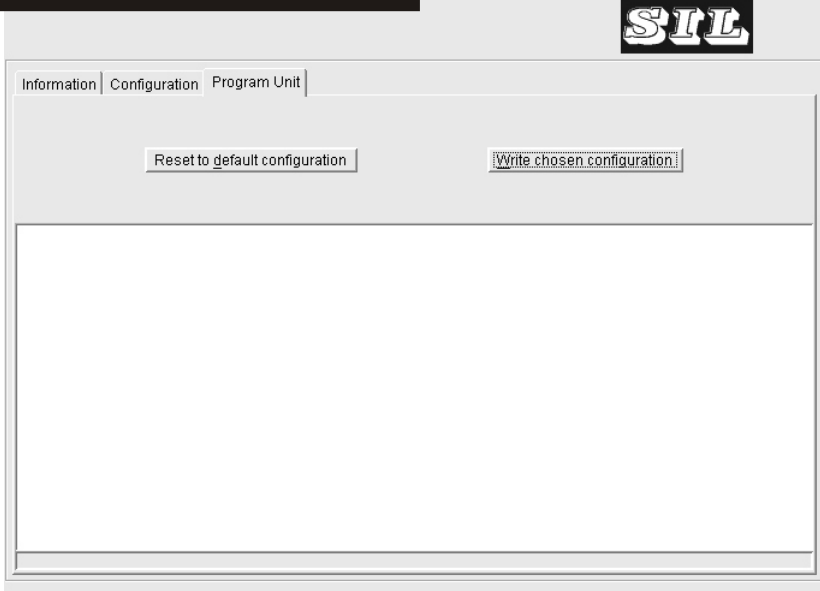 SIL
Information Configuration Program Unit
Reset to default configuration Write chosen configuration